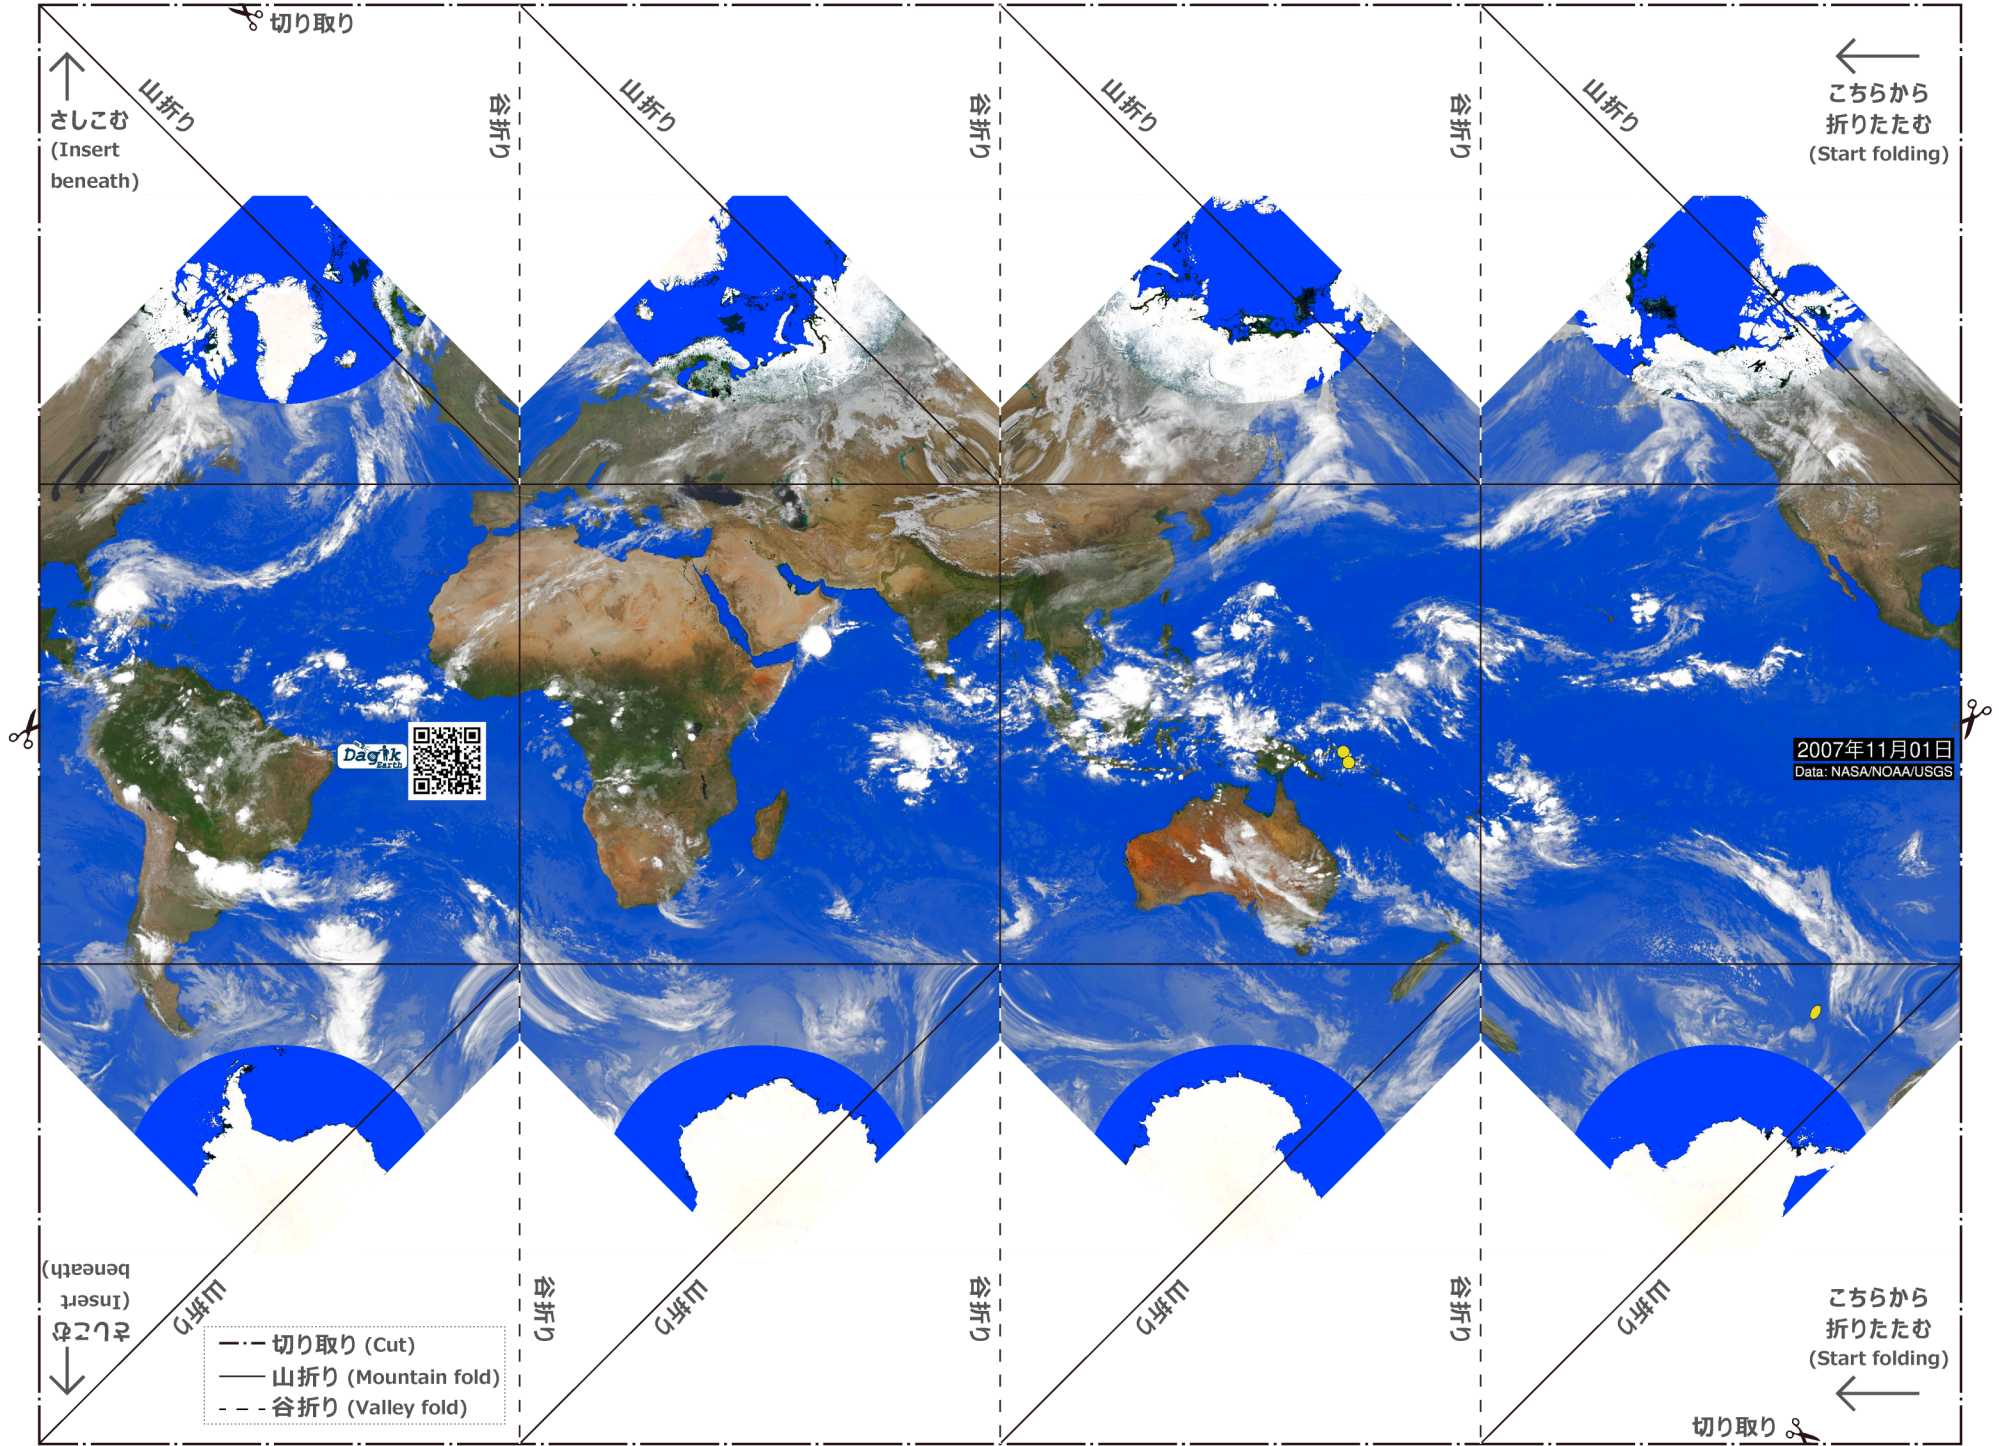 切り取り
さしこむ
(Insert
beneath)
山折り
谷折り
山折り
谷折り
山折り
谷折り
山折り
こちらから
折りたたむ
(Start folding)
Dagik
Earth
2007年11月01日
Data: NASA/NOAA/USGS
さしこむ
(Insert
beneath)
山折り
谷折り
山折り
谷折り
山折り
谷折り
山折り
こちらから
折りたたむ
(Start folding)
切り取り (Cut)
山折り (Mountain fold)
谷折り (Valley fold)
切り取り